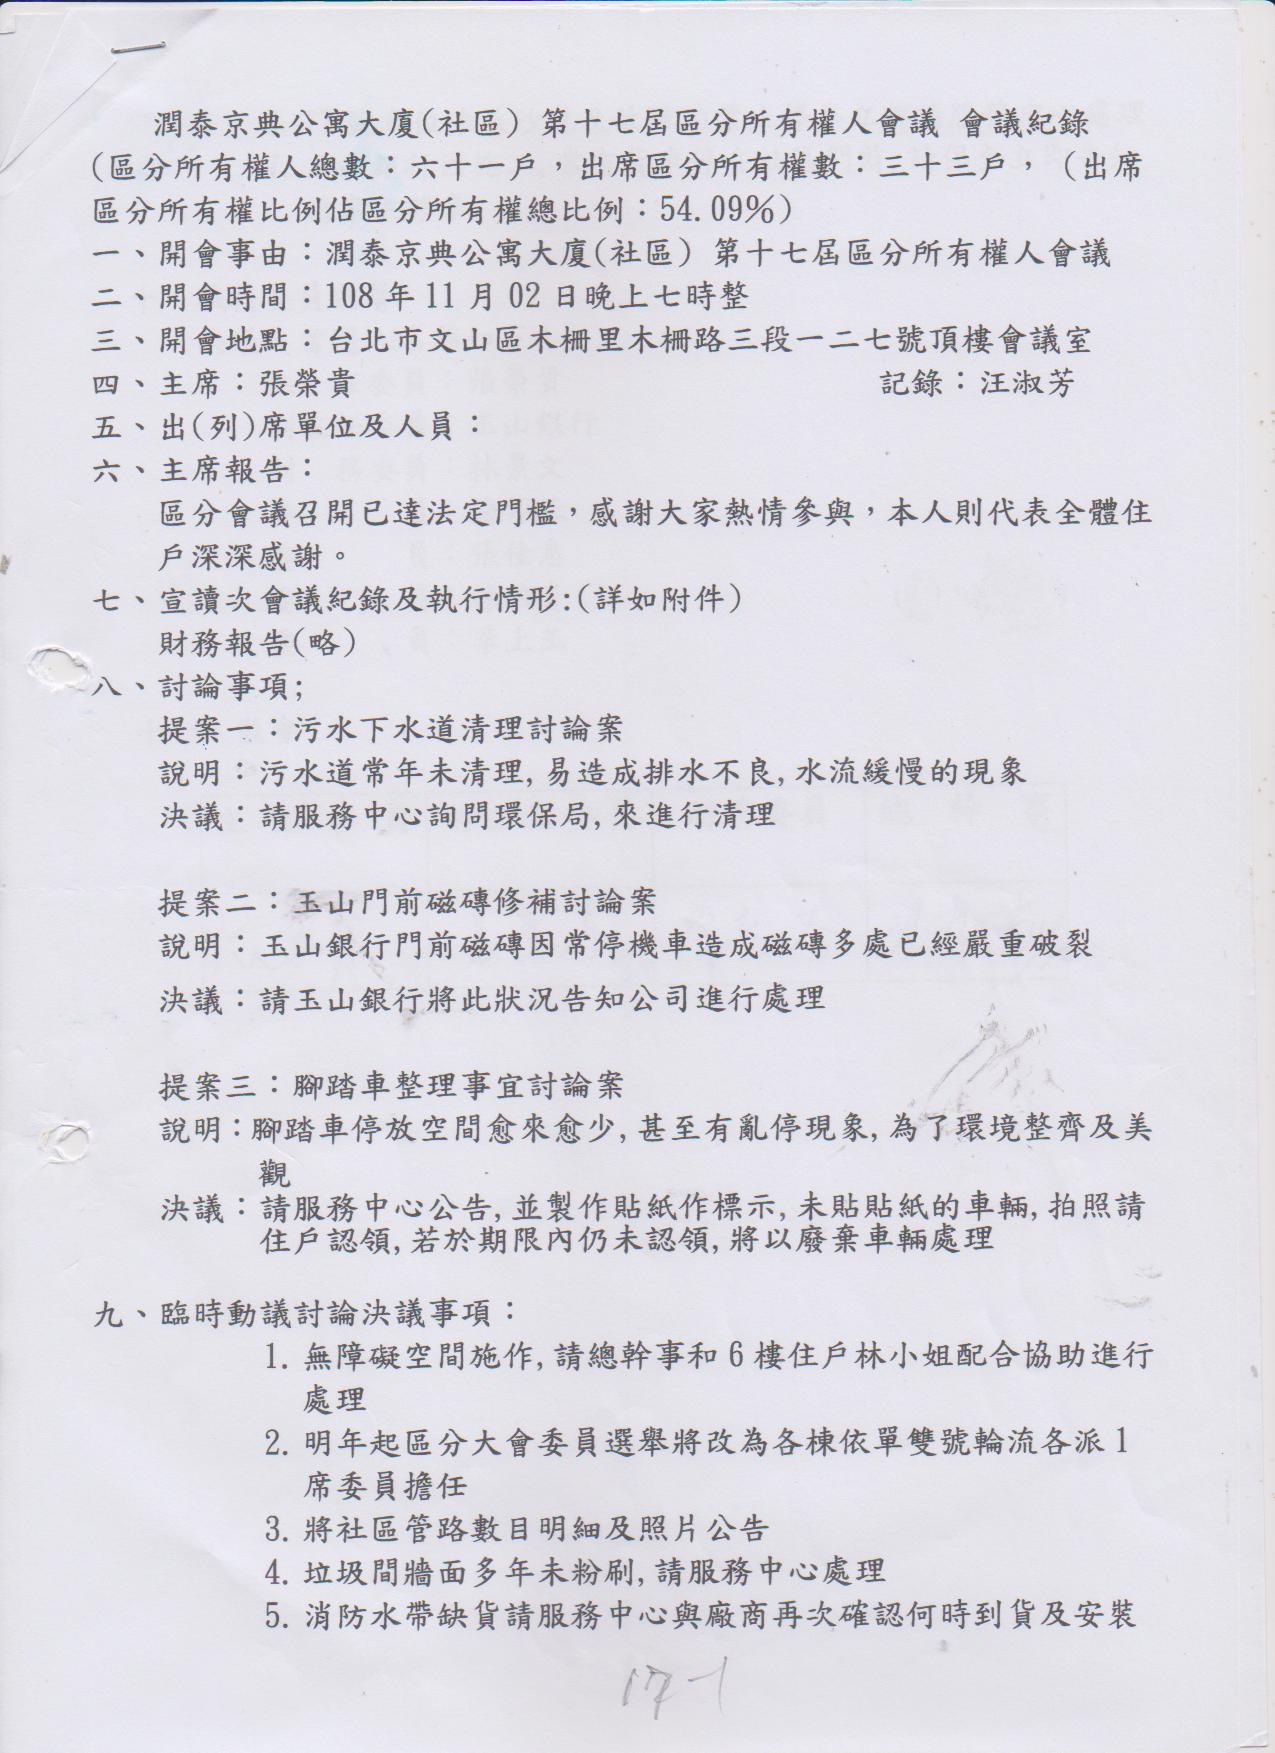 潤泰京典公寓大廈(社區) 第十七屆區分所有權人會議 會議紀錄
(區分所有權人總數：六十一戶，出席區分所有權數：三十三戶，（出席
區分所有權比例佔區分所有權總比例：54.09%）
一、開會事由：潤泰京典公寓大廈(社區) 第十七屆區分所有權人會議
二、開會時間：108 年 11 月 02 日晚上七時整
三、開會地點：台北市文山區木柵里木柵路三段一二七號頂樓會議室
四、主席：張榮貴 記錄：汪淑芳
五、出(列)席單位及人員：
六、主席報告：
區分會議召開已達法定門檻，感謝大家熱情參與，本人則代表全體住
戶深深感謝。
七、宣讀次會議紀錄及執行情形:(詳如附件)
財務報告(略)
八、討論事項;
提案一：污水下水道清理討論案
說明：污水道常年未清理,易造成排水不良,水流緩慢的現象
決議：請服務中心詢問環保局,來進行清理
提案二：玉山門前磁磚修補討論案
說明：玉山銀行門前磁磚因常停機車造成磁磚多處已經嚴重破裂
決議：請玉山銀行將此狀況告知公司進行處理
提案三：腳踏車整理事宜討論案
說明：腳踏車停放空間愈來愈少,甚至有亂停現象,為了環境整齊及美
觀
決議：請服務中心公告,並製作貼紙作標示,未貼貼紙的車輛,拍照請
住戶認領,若於期限內仍未認領,將以廢棄車輛處理
九、臨時動議討論決議事項：
1. 無障礙空間施作,請總幹事和 6 樓住戶林小姐配合協助進行
處理
2. 明年起區分大會委員選舉將改為各棟依單雙號輪流各派 1
席委員擔任
3. 將社區管路數目明細及照片公告
4. 垃圾間牆面多年未粉刷,請服務中心處理
5. 消防水帶缺貨請服務中心與廠商再次確認何時到貨及安裝
17-1